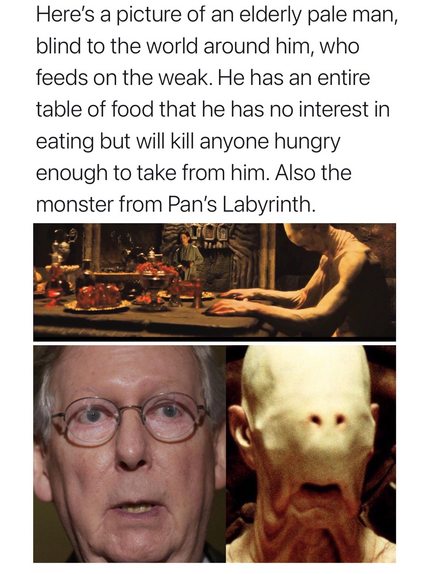 Here’s a picture of an elderly pale man,
blind to the world around him, who
feeds on the weak. He has an entire
table of food that he has no interest in
eating but will kill anyone hungry
enough to take from him. Also the
monster from Pan’s Labyrinth.